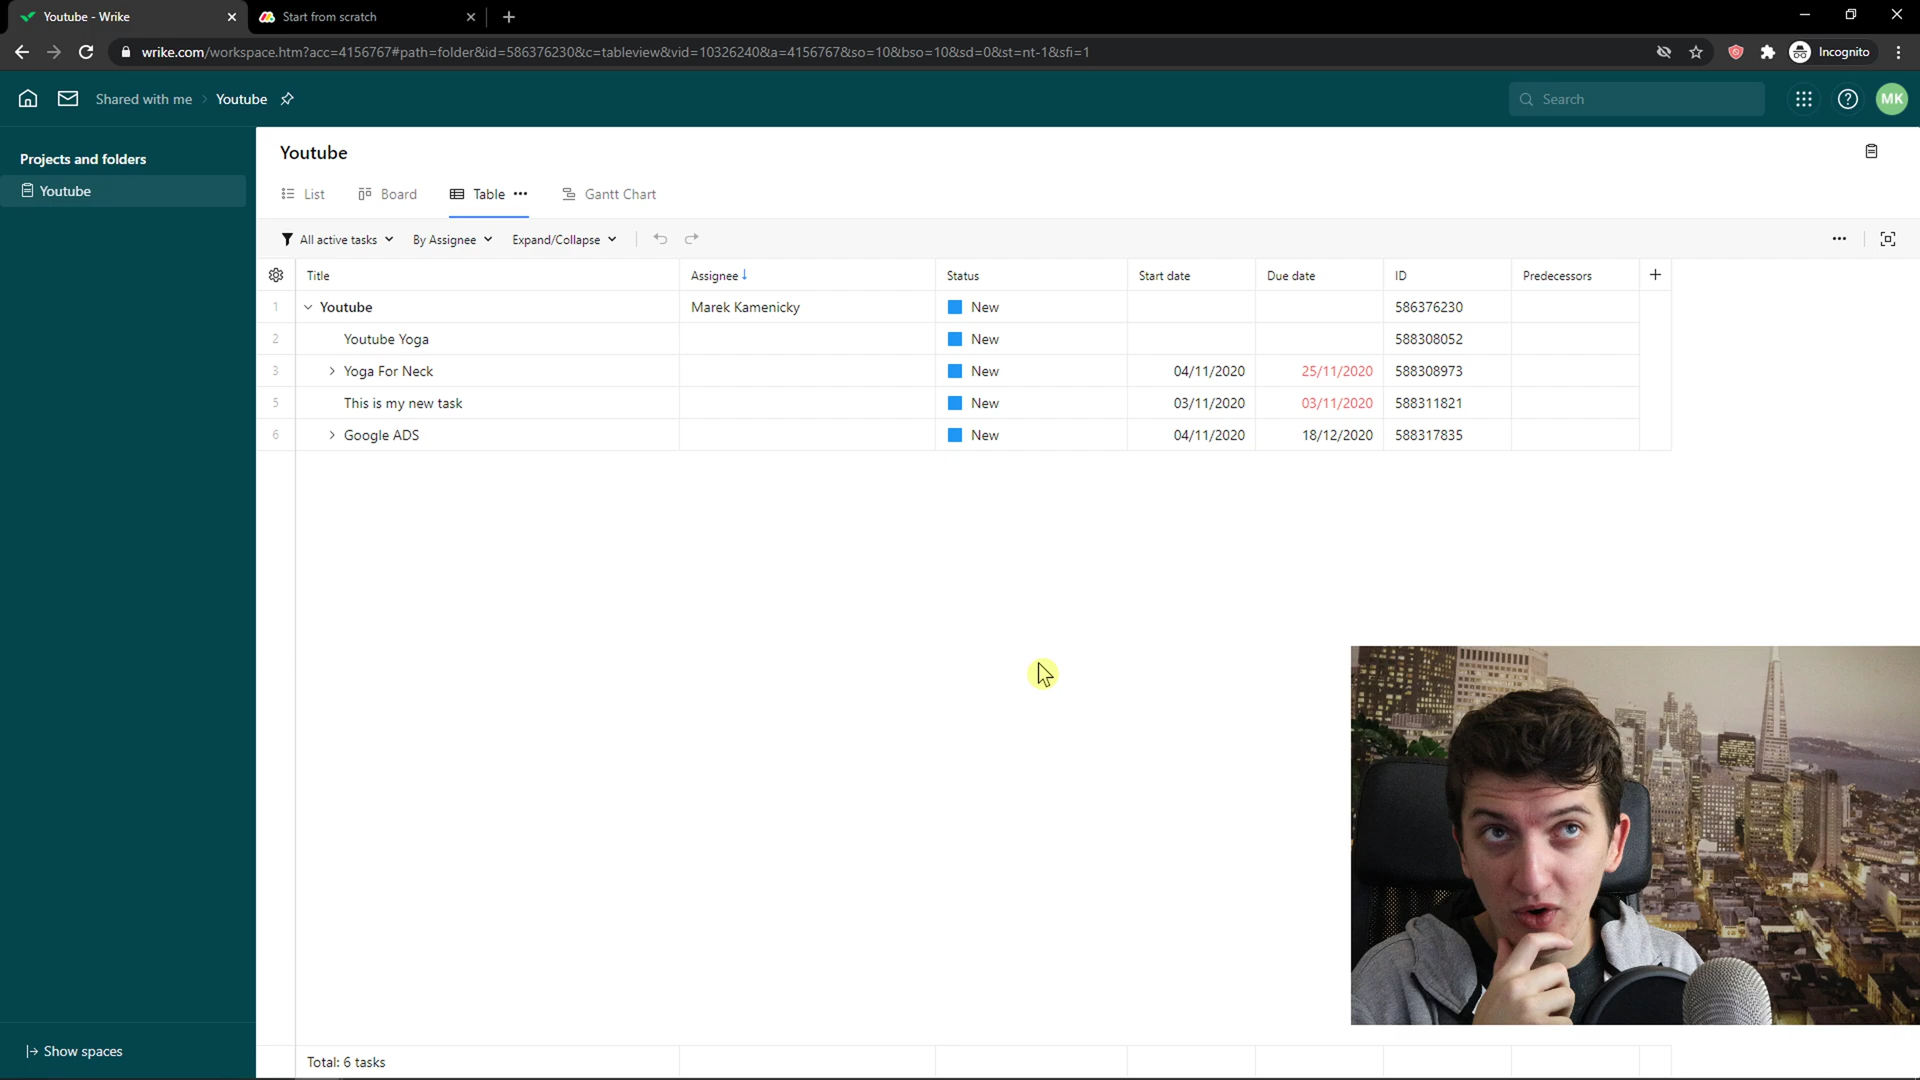 Youtube - Wrike
Start from scratch
wrike.com/workspace.htm?acc=4156767#path=folder&id=586376230&c=tableview&vid=10326240&a=4156767&so=10&bso=10&sd=0&st=nt-1&sfi=1
Incognito
Shared with me > Youtube
Search
MK
Projects and folders
Youtube
Youtube
List Board Table ••• Gantt Chart
All active tasks By Assignee Expand/Collapse
Title Assignee Status Start date Due date ID Predecessors
1 Youtube Marek Kamenicky New 586376230
2 Youtube Yoga New 588308052
3 Yoga For Neck New 04/11/2020 25/11/2020 588308973
5 This is my new task New 03/11/2020 03/11/2020 588311821
6 Google ADS New 04/11/2020 18/12/2020 588317835
Show spaces
Total: 6 tasks